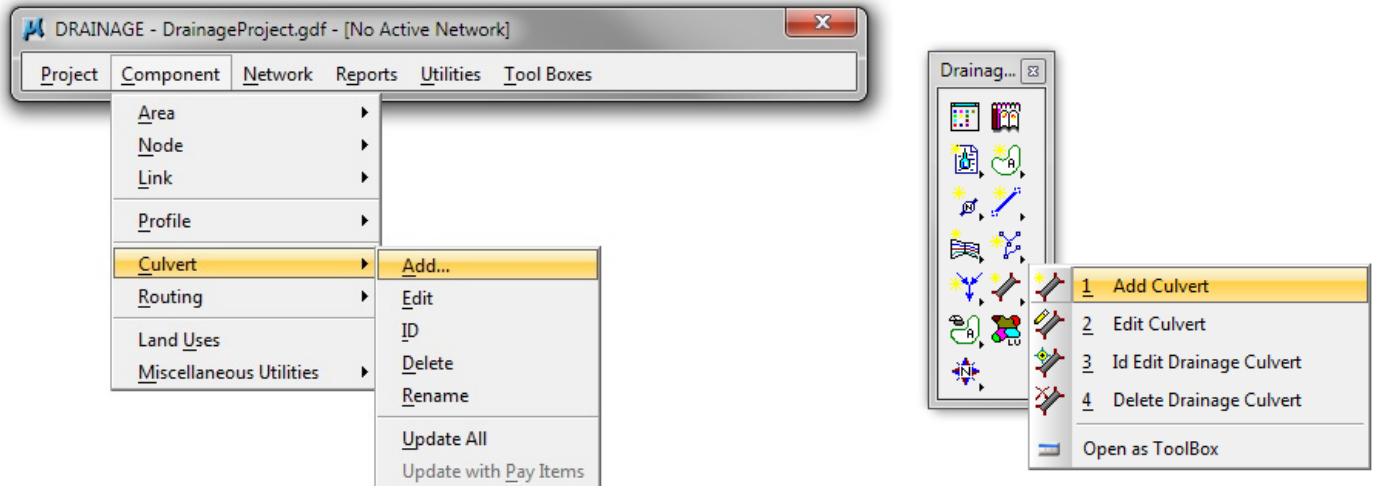 DRAINAGE - DrainageProject.gdf - [No Active Network]
Project Component Network Reports Utilities Tool Boxes
Area
Node
Link
Profile
Culvert
Routing
Land Uses
Miscellaneous Utilities
Add...
Edit
ID
Delete
Rename
Update All
Update with Pay Items
Drainag...
A
N
A
LU
N
1 Add Culvert
2 Edit Culvert
3 Id Edit Drainage Culvert
4 Delete Drainage Culvert
Open as ToolBox